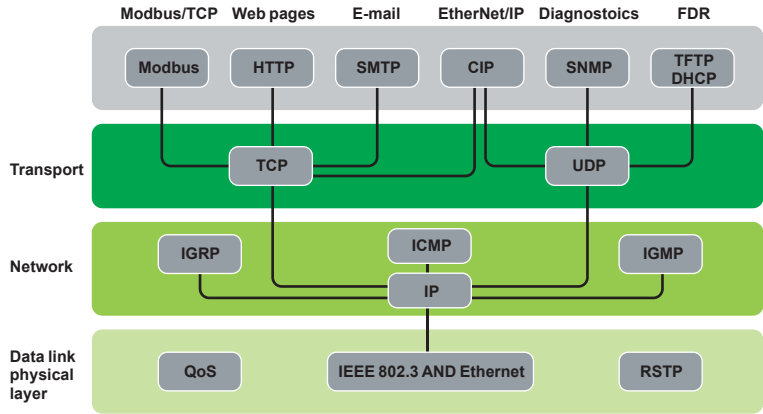 Modbus/TCP
Web pages
E-mail
EtherNet/IP
Diagnostoics
FDR
Modbus
HTTP
SMTP
CIP
SNMP
TFTP
DHCP
Transport
TCP
UDP
Network
IGRP
ICMP
IGMP
IP
Data link
physical
layer
QoS
IEEE 802.3 AND Ethernet
RSTP